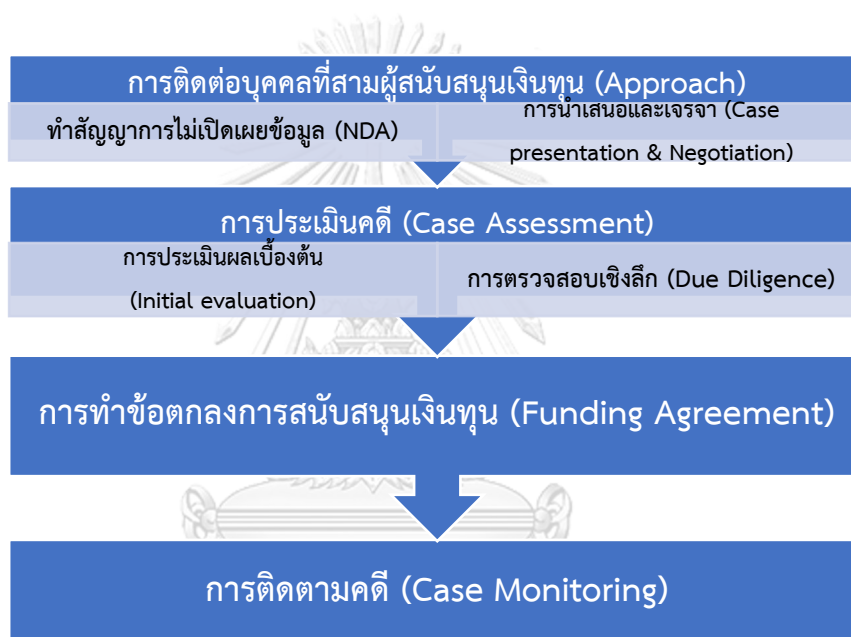 การติดต่อบุคคลที่สามผู้สนับสนุนเงินทุน (Approach)
ทำสัญญาการไม่เปิดเผยข้อมูล (NDA)
การนำเสนอและเจรจา (Case
presentation & Negotiation)
การประเมินคดี (Case Assessment)
การประเมินผลเบื้องต้น
(Initial evaluation)
การตรวจสอบเชิงลึก (Due Diligence)
การทำข้อตกลงการสนับสนุนเงินทุน (Funding Agreement)
การติดตามคดี (Case Monitoring)